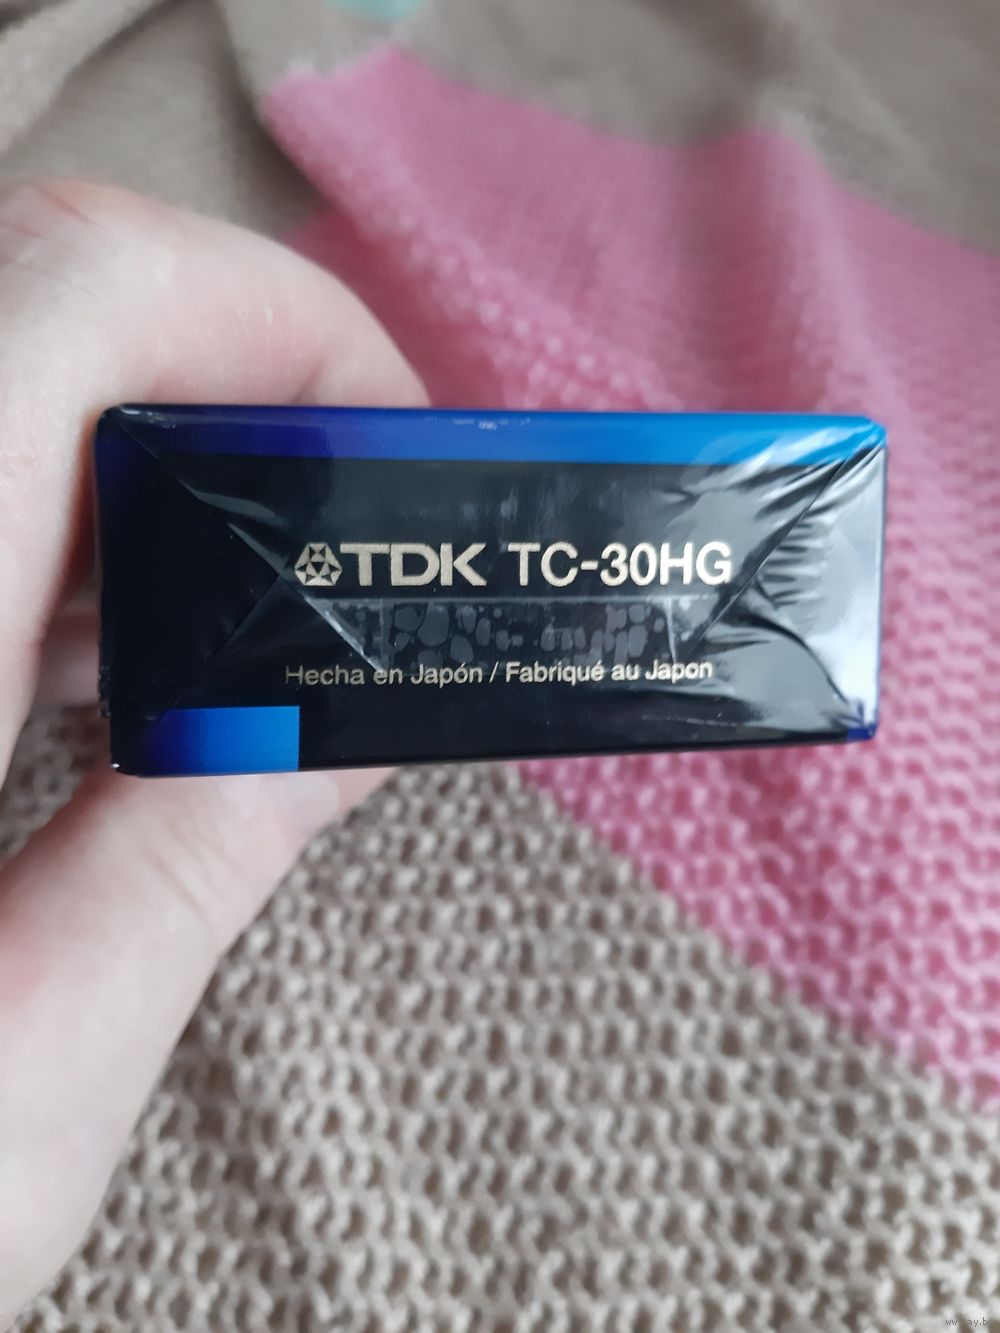 TDK TC-30HG
Hecha en Japón / Fabriqué au Japon